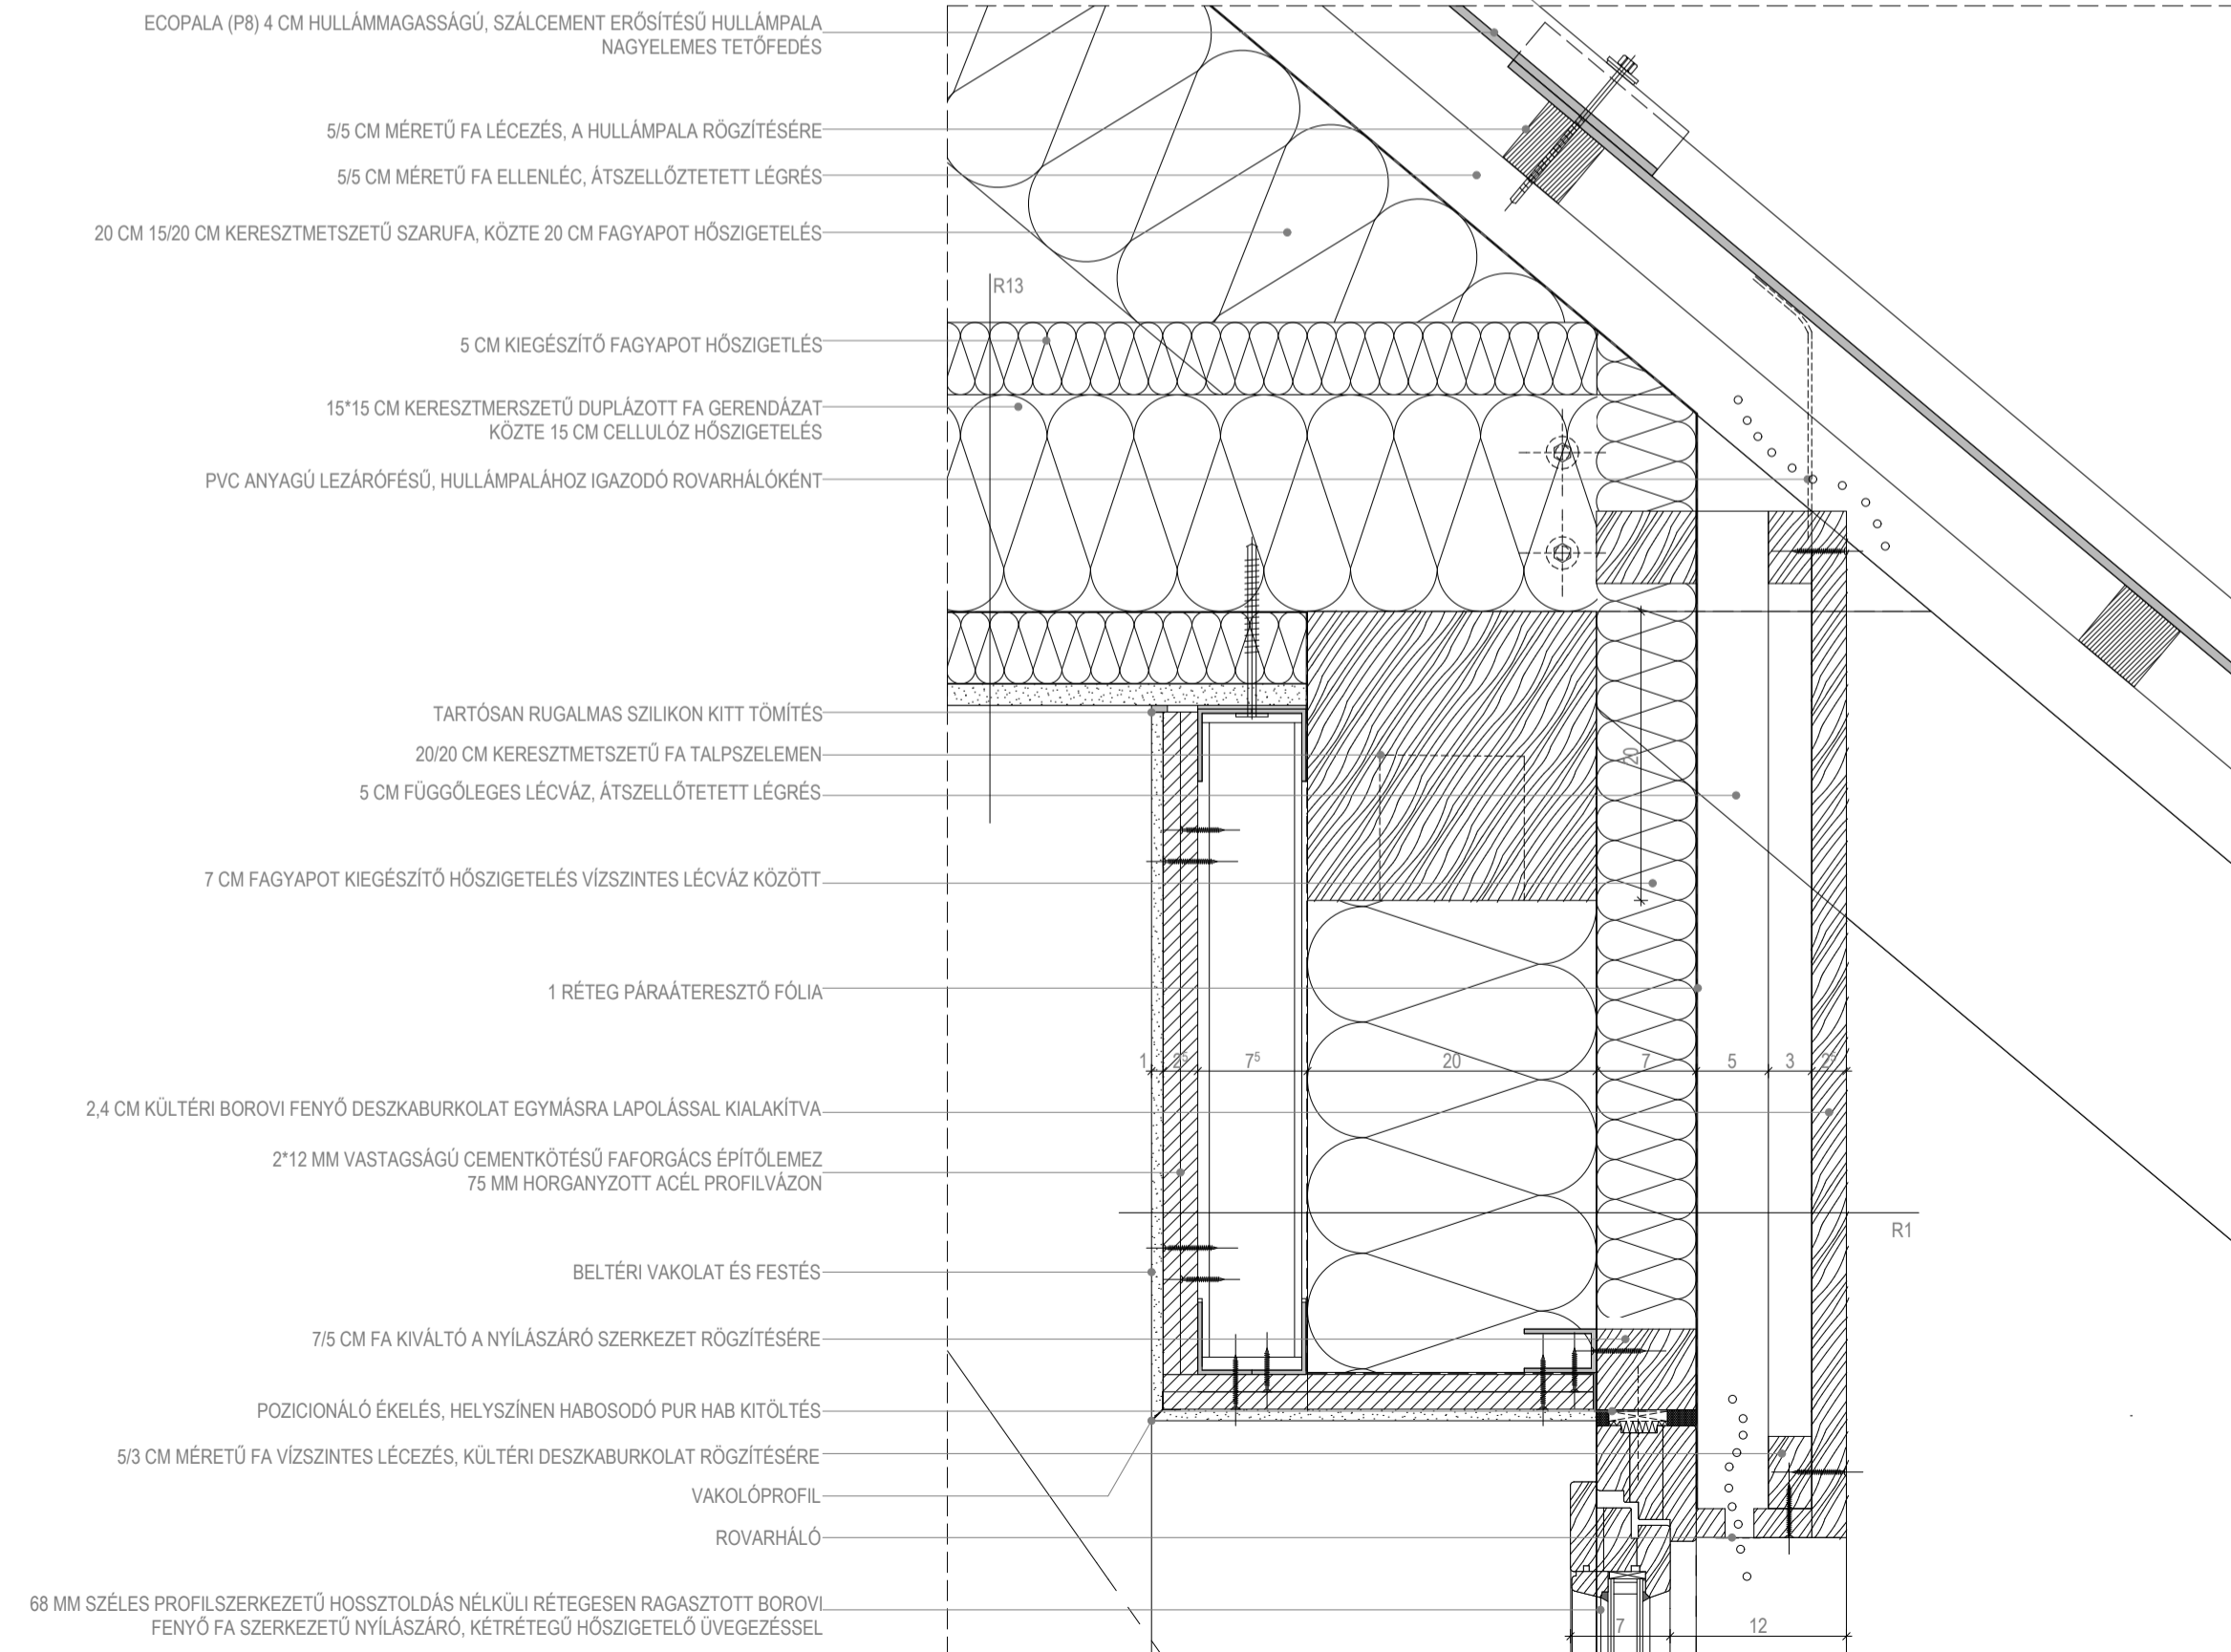 ECOPALA (P8) 4 CM HULLÁMMAGASSÁGÚ, SZÁLCEMENT ERŐSÍTÉSŰ HULLÁMPALA
NAGYELEMES TETŐFEDÉS
5/5 CM MÉRETŰ FA LÉCEZÉS, A HULLÁMPALA RÖGZÍTÉSÉRE
5/5 CM MÉRETŰ FA ELLENLÉC, ÁTSZELLŐZTETETT LÉGRÉS
20 CM 15/20 CM KERESZTMETSZETŰ SZARUFA, KÖZTE 20 CM FAGYAPOT HŐSZIGETELÉS
R13
5 CM KIEGÉSZÍTŐ FAGYAPOT HŐSZIGETLÉS
15*15 CM KERESZTMERSZETŰ DUPLÁZOTT FA GERENDÁZAT
KÖZTE 15 CM CELLULÓZ HŐSZIGETELÉS
PVC ANYAGÚ LEZÁRÓFÉSŰ, HULLÁMPALÁHOZ IGAZODÓ ROVARHÁLÓKÉNT
TARTÓSAN RUGALMAS SZILIKON KITT TÖMÍTÉS
20/20 CM KERESZTMETSZETŰ FA TALPSZELEMEN
20
5 CM FÜGGŐLEGES LÉCVÁZ, ÁTSZELLŐTETETT LÉGRÉS
7 CM FAGYAPOT KIEGÉSZÍTŐ HŐSZIGETELÉS VÍZSZINTES LÉCVÁZ KÖZÖTT
1 RÉTEG PÁRAÁTERESZTŐ FÓLIA
1 2⁵ 7⁵ 20 7 5 3 2⁵
2,4 CM KÜLTÉRI BOROVI FENYŐ DESZKABURKOLAT EGYMÁSRA LAPOLÁSSAL KIALAKÍTVA
2*12 MM VASTAGSÁGÚ CEMENTKÖTÉSŰ FAFORGÁCS ÉPÍTŐLEMEZ
75 MM HORGANYZOTT ACÉL PROFILVÁZON
R1
BELTÉRI VAKOLAT ÉS FESTÉS
7/5 CM FA KIVÁLTÓ A NYÍLÁSZÁRÓ SZERKEZET RÖGZÍTÉSÉRE
POZICIONÁLÓ ÉKELÉS, HELYSZÍNEN HABOSODÓ PUR HAB KITÖLTÉS
5/3 CM MÉRETŰ FA VÍZSZINTES LÉCEZÉS, KÜLTÉRI DESZKABURKOLAT RÖGZÍTÉSÉRE
VAKOLÓPROFIL
ROVARHÁLÓ
68 MM SZÉLES PROFILSZERKEZETŰ HOSSZTOLDÁS NÉLKÜLI RÉTEGESEN RAGASZTOTT BOROVI
FENYŐ FA SZERKEZETŰ NYÍLÁSZÁRÓ, KÉTRÉTEGŰ HŐSZIGETELŐ ÜVEGEZÉSSEL
7 12